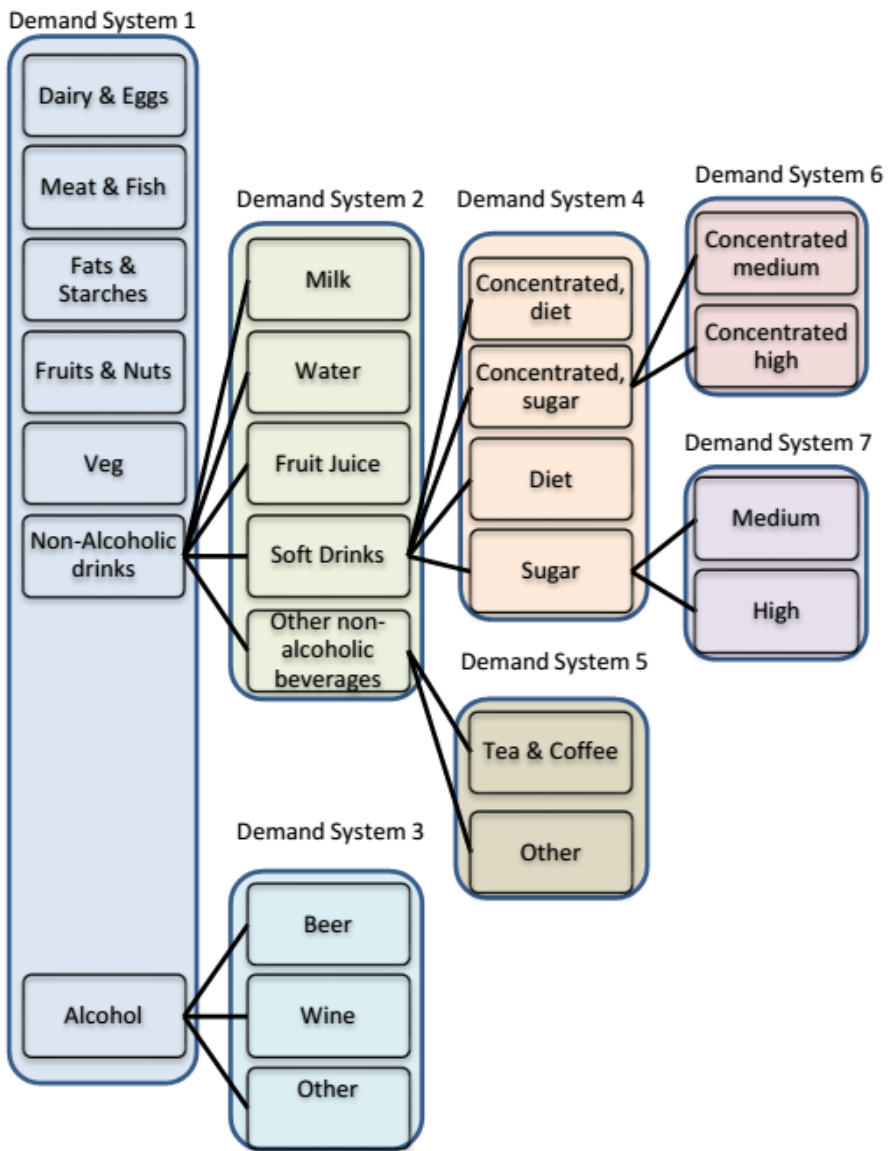 Demand System 1
Dairy & Eggs
Meat & Fish
Fats &
Starches
Fruits & Nuts
Veg
Non-Alcoholic
drinks
Alcohol
Demand System 2
Milk
Water
Fruit Juice
Soft Drinks
Other non-
alcoholic
beverages
Demand System 3
Beer
Wine
Other
Demand System 4
Concentrated,
diet
Concentrated,
sugar
Diet
Sugar
Demand System 5
Tea & Coffee
Other
Demand System 6
Concentrated
medium
Concentrated
high
Demand System 7
Medium
High